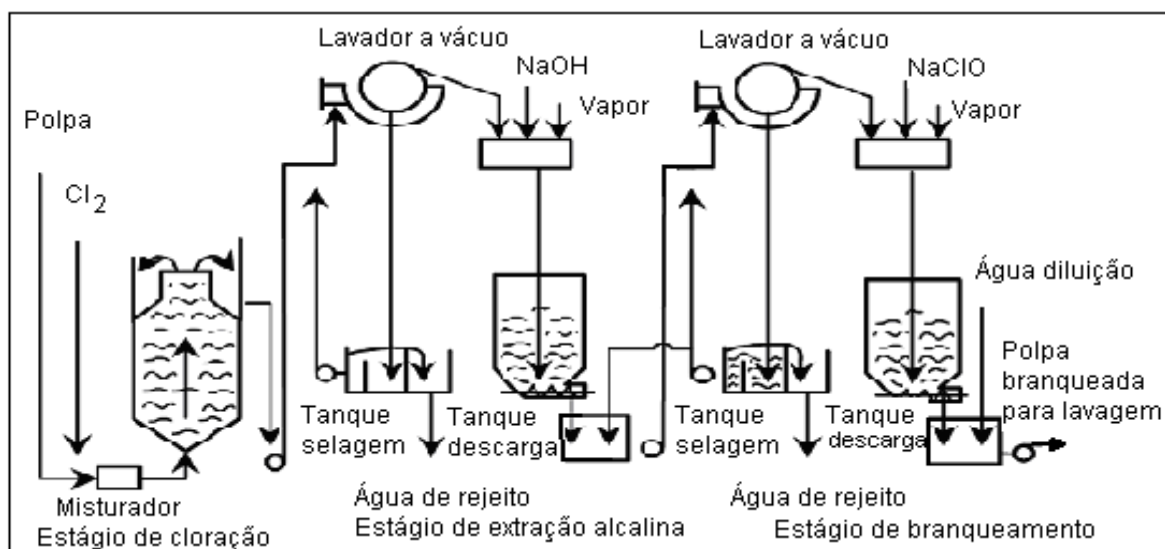 Lavador a vácuo
Lavador a vácuo
NaOH
NaClO
Polpa
Vapor
Vapor
Cl2
Água diluição
Polpa
branqueada
para lavagem
Tanque
selagem
Tanque
descarga
Tanque
selagem
Tanque
descarga
Misturador
Estágio de cloração
Água de rejeito
Estágio de extração alcalina
Água de rejeito
Estágio de branqueamento